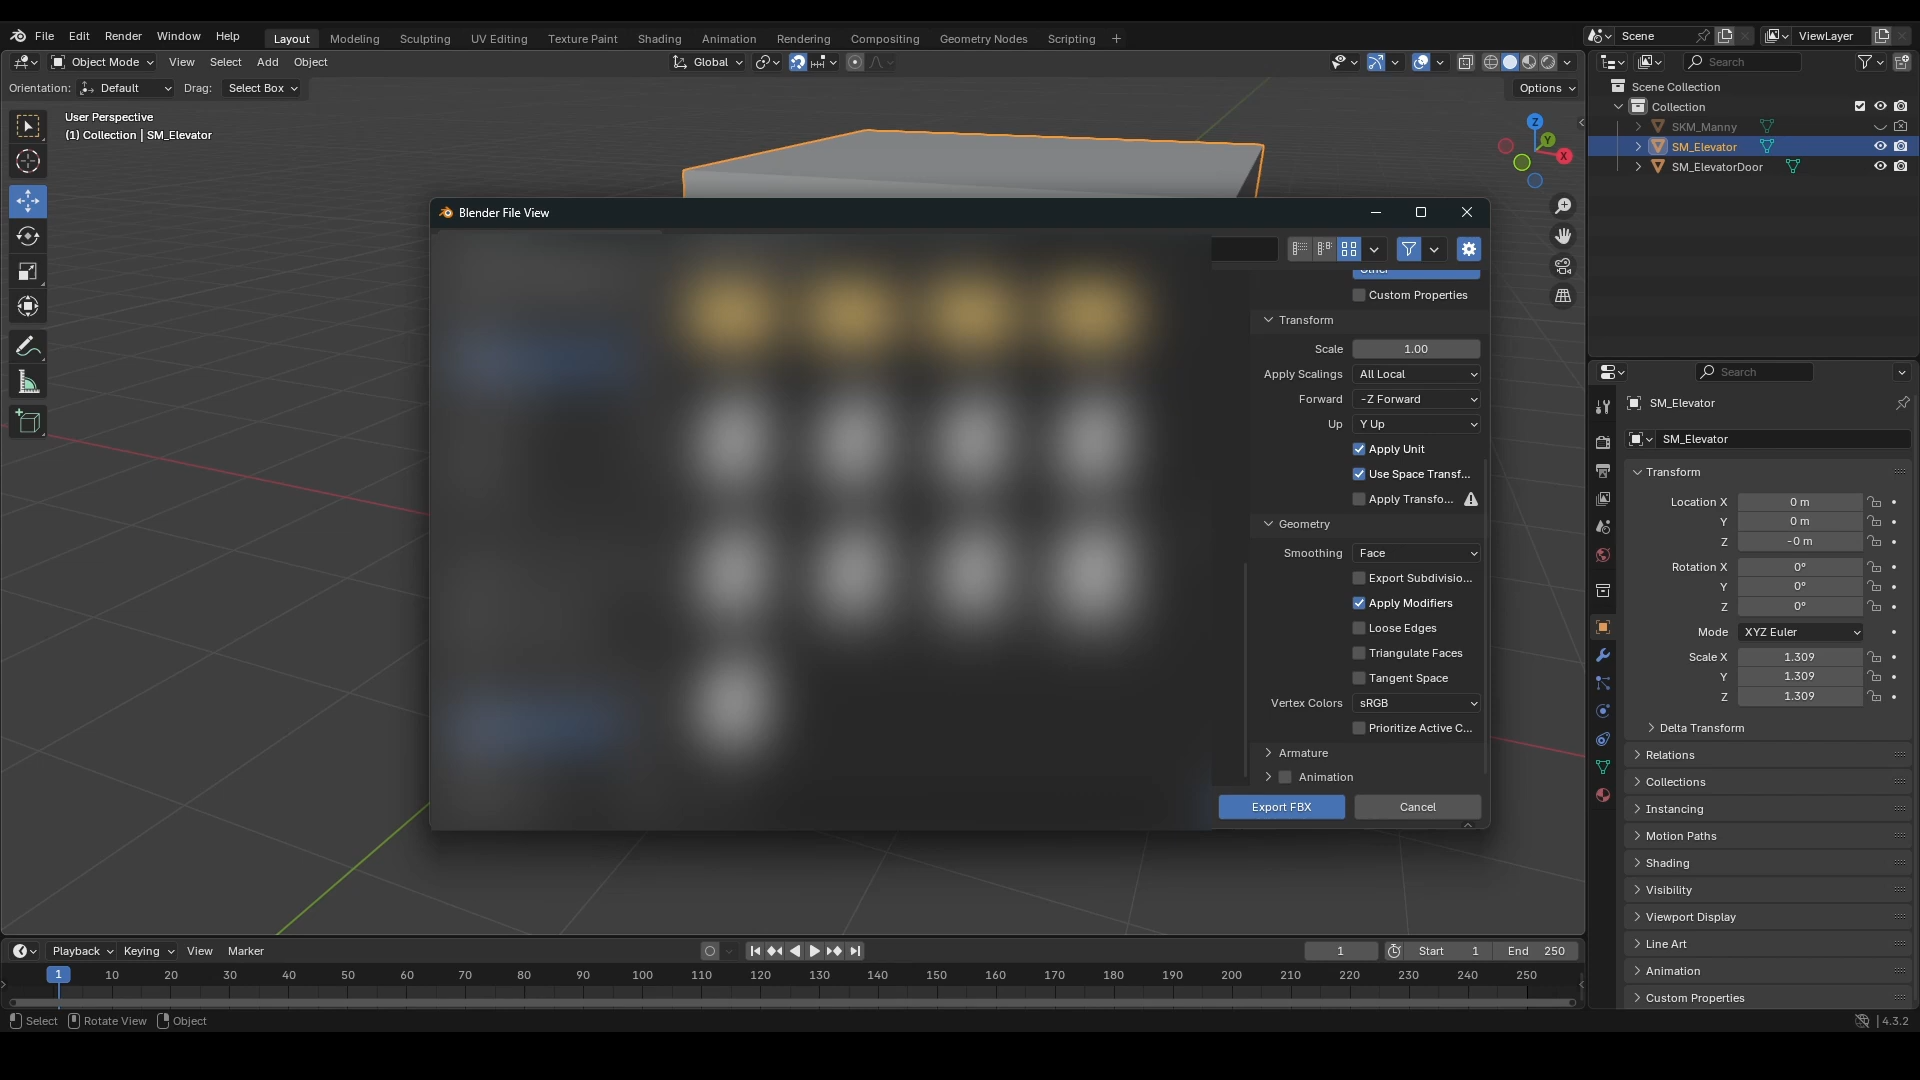 File Edit Render Window Help Layout Modeling Sculpting UV Editing Texture Paint Shading Animation Rendering Compositing Geometry Nodes Scripting + Scene ViewLayer
Object Mode View Select Add Object Global
Orientation: Default Drag: Select Box Options
User Perspective
(1) Collection | SM_Elevator
Z
Y
X
Search
Scene Collection
Collection
SKM_Manny
SM_Elevator
SM_ElevatorDoor
Blender File View
Custom Properties
Transform
Scale 1.00
Apply Scalings All Local
Forward -Z Forward
Up Y Up
Apply Unit
Use Space Transf...
Apply Transfo...
Geometry
Smoothing Face
Export Subdivisio...
Apply Modifiers
Loose Edges
Triangulate Faces
Tangent Space
Vertex Colors sRGB
Prioritize Active C...
Armature
Animation
Export FBX Cancel
Search
SM_Elevator
SM_Elevator
Transform
Location X 0 m
Y 0 m
Z -0 m
Rotation X 0°
Y 0°
Z 0°
Mode XYZ Euler
Scale X 1.309
Y 1.309
Z 1.309
Delta Transform
Relations
Collections
Instancing
Motion Paths
Shading
Visibility
Viewport Display
Line Art
Animation
Custom Properties
Playback Keying View Marker 1 Start 1 End 250
1 10 20 30 40 50 60 70 80 90 100 110 120 130 140 150 160 170 180 190 200 210 220 230 240 250
Select Rotate View Object 4.3.2